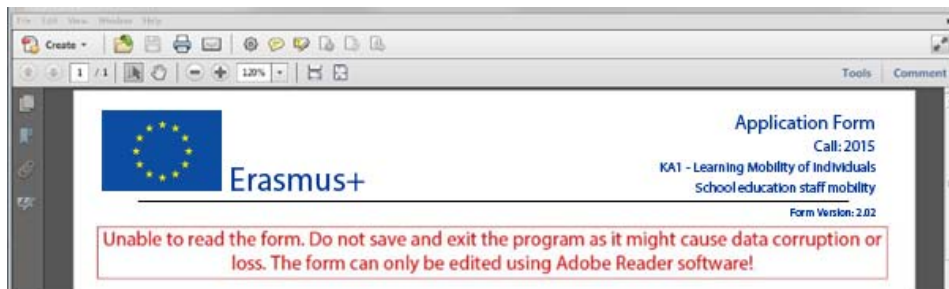 File Edit View Window Help
Create
1 / 1
120%
Tools Comment
Application Form
Call: 2015
KA1 - Learning Mobility of Individuals
School education staff mobility
Erasmus+
Form Version: 2.02
Unable to read the form. Do not save and exit the program as it might cause data corruption or
loss. The form can only be edited using Adobe Reader software!